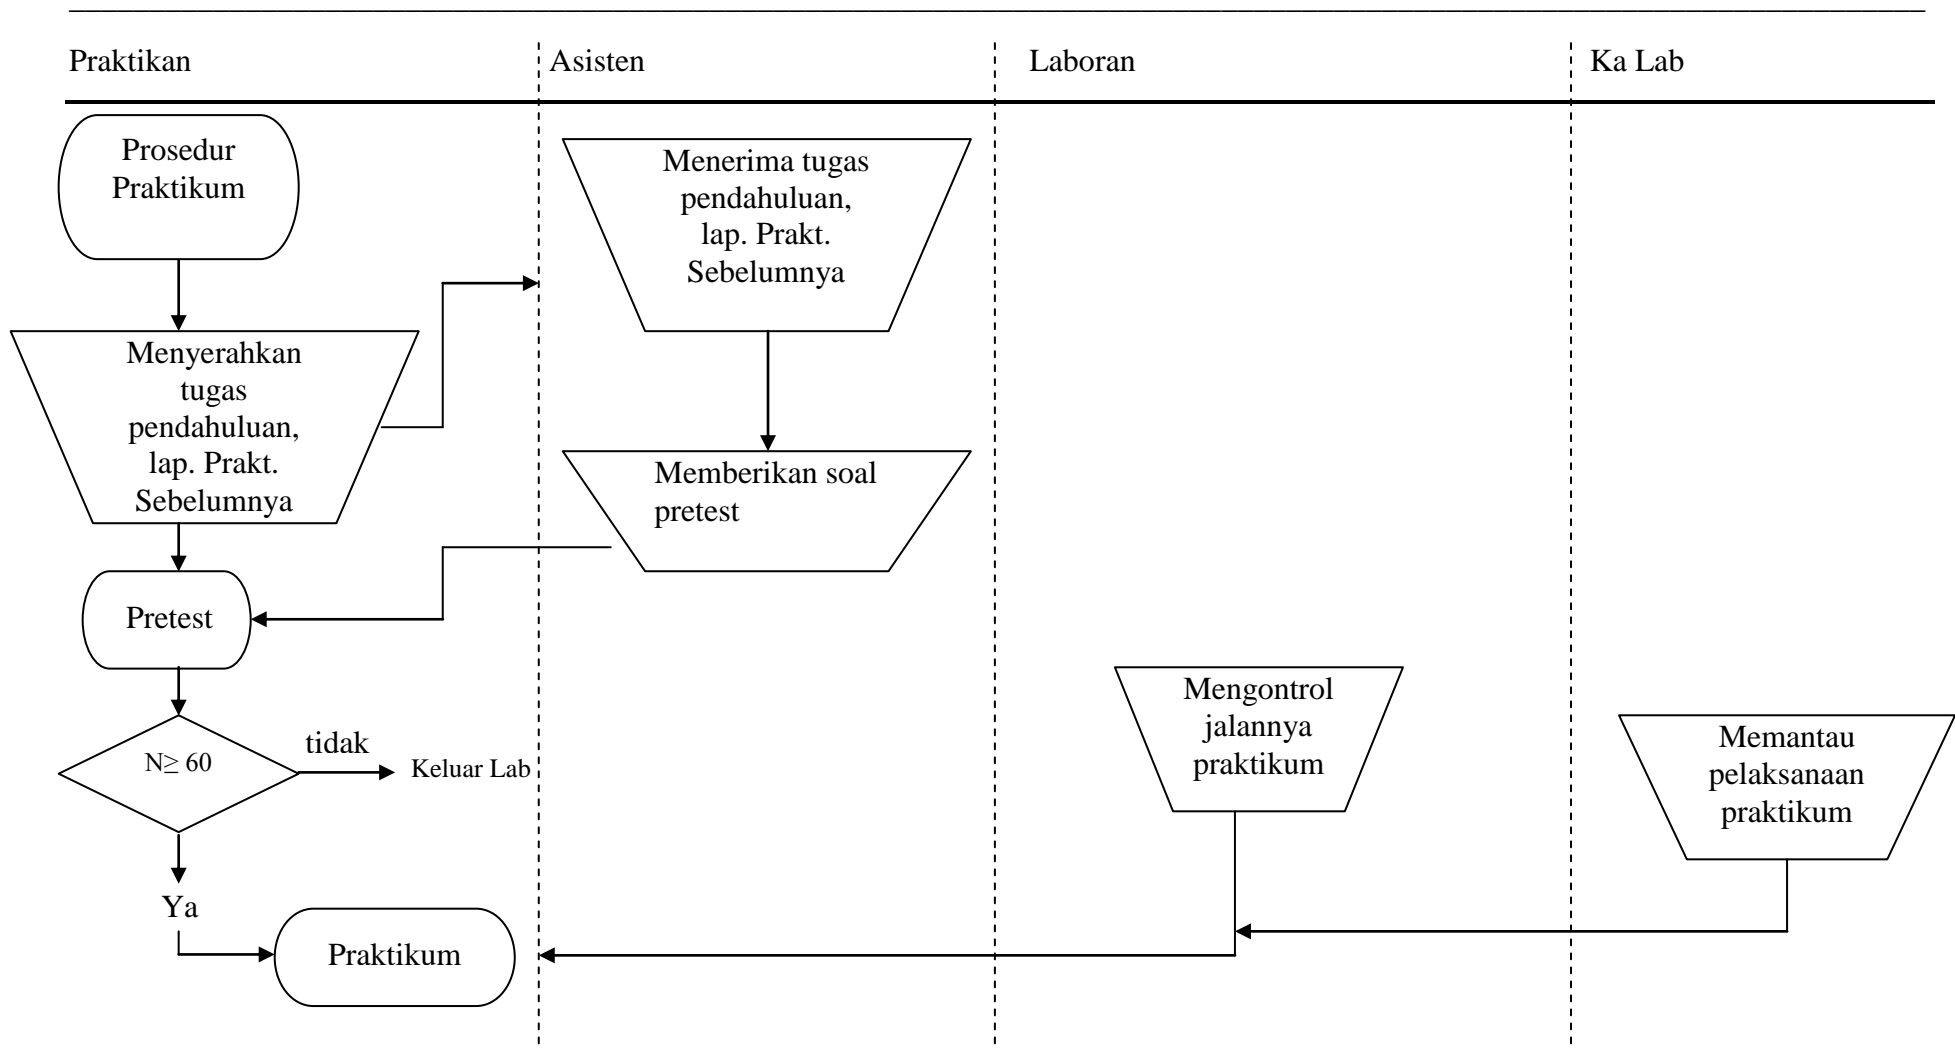 Praktikan
Asisten
Laboran
Ka Lab
Prosedur
Praktikum
Menyerahkan
tugas
pendahuluan,
lap. Prakt.
Sebelumnya
Pretest
N≥ 60
tidak
Keluar Lab
Ya
Praktikum
Menerima tugas
pendahuluan,
lap. Prakt.
Sebelumnya
Memberikan soal
pretest
Mengontrol
jalannya
praktikum
Memantau
pelaksanaan
praktikum